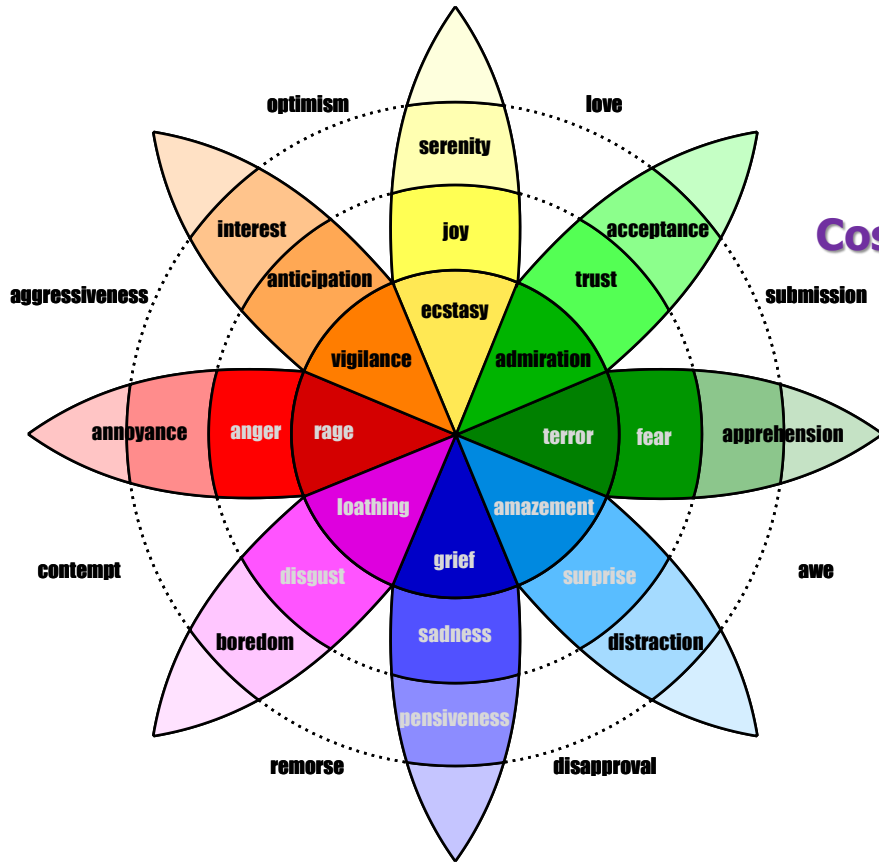 optimism
love
serenity
interest
joy
acceptance
Cos
anticipation
trust
aggressiveness
submission
ecstasy
vigilance
admiration
annoyance
anger
rage
terror
fear
apprehension
loathing
amazement
grief
contempt
disgust
surprise
awe
sadness
boredom
distraction
pensiveness
remorse
disapproval